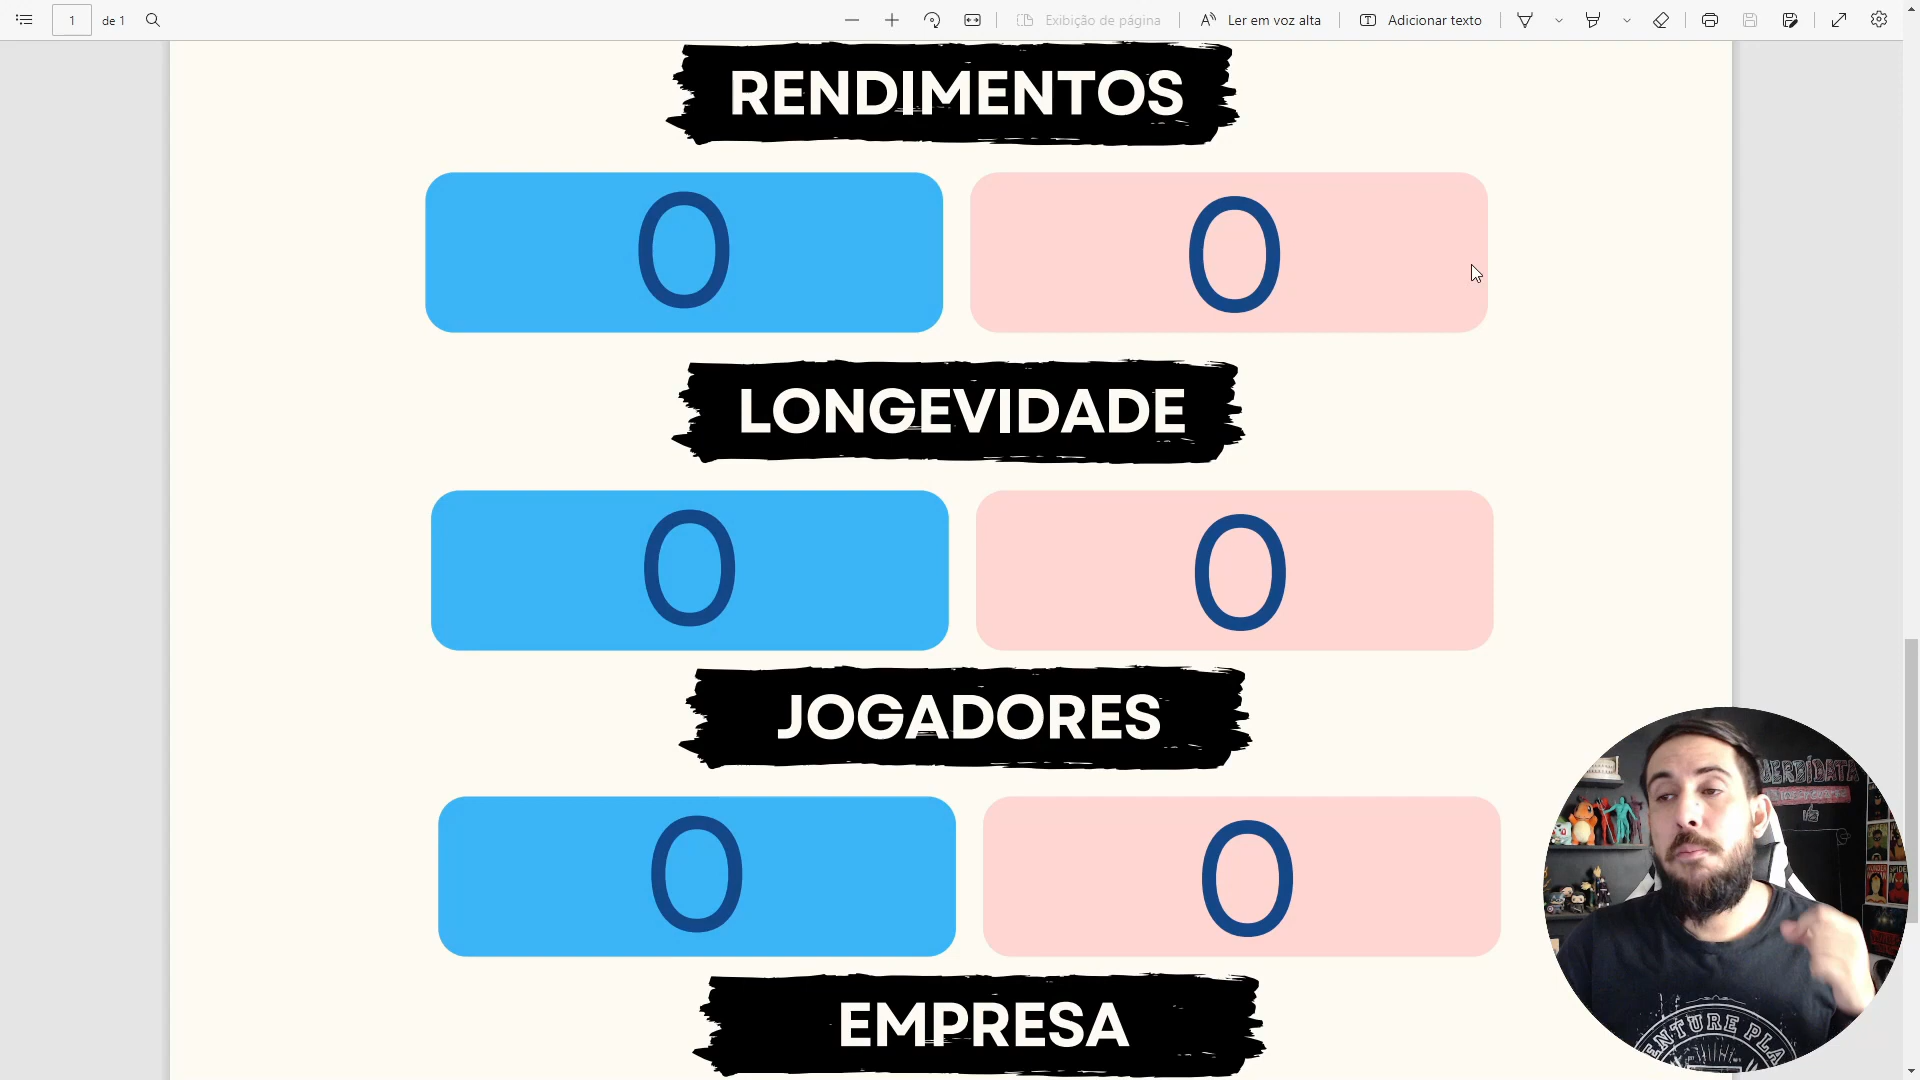 1 de 1
Exibição de página
Ler em voz alta
Adicionar texto
RENDIMENTOS
0 0
LONGEVIDADE
0 0
JOGADORES
0 0
EMPRESA